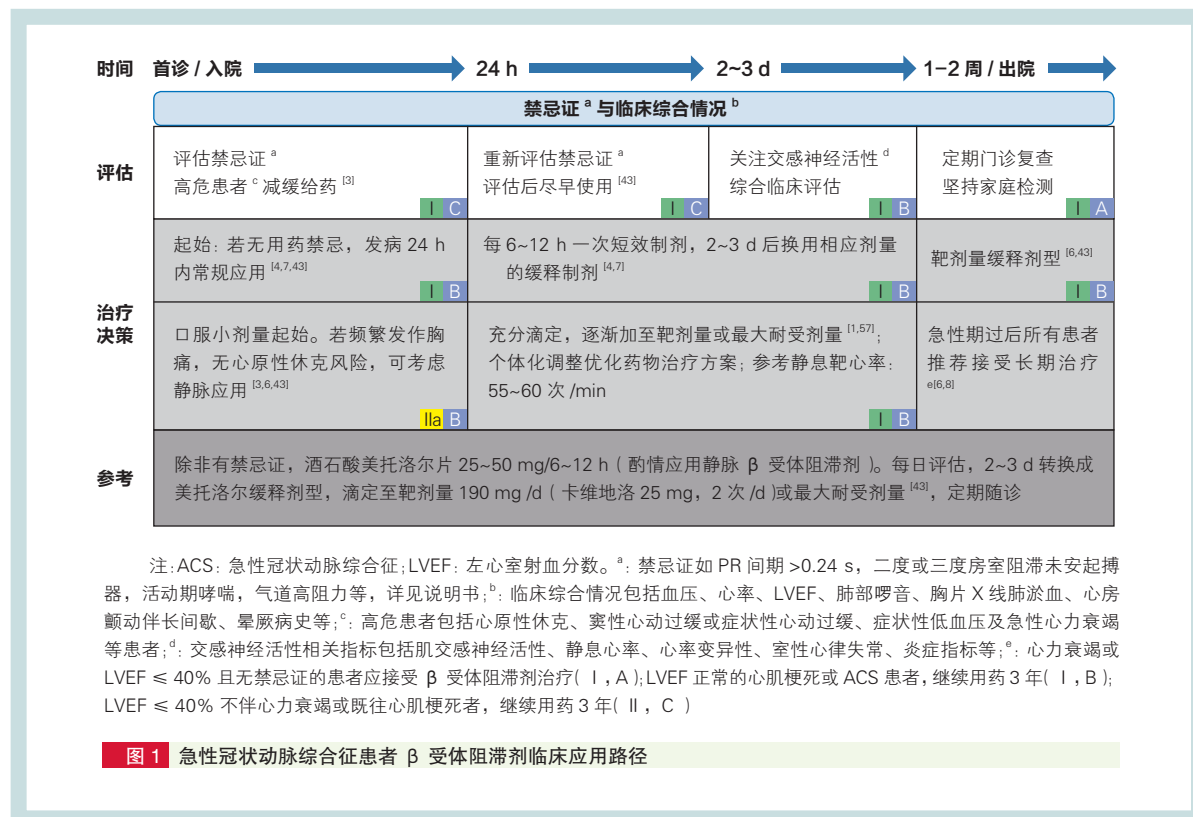 时间 首诊 / 入院 24 h 2~3 d 1-2 周 / 出院
禁忌证 a 与临床综合情况 b
评估
评估禁忌证 a
高危患者 c 减缓给药 [3]
I C
重新评估禁忌证 a
评估后尽早使用 [43]
I C
关注交感神经活性 d
综合临床评估
I B
定期门诊复查
坚持家庭检测
I A
治疗
决策
起始: 若无用药禁忌，发病 24 h
内常规应用 [4,7,43]
I B
每 6~12 h 一次短效制剂，2~3 d 后换用相应剂量
的缓释制剂 [4,7]
I B
靶剂量缓释剂型 [6,43]
I B
口服小剂量起始。若频繁发作胸
痛，无心原性休克风险，可考虑
静脉应用 [3,6,43]
IIa B
充分滴定，逐渐加至靶剂量或最大耐受剂量 [1,57];
个体化调整优化药物治疗方案; 参考静息靶心率:
55~60 次 /min
I B
急性期过后所有患者
推荐接受长期治疗
e[6,8]
参考
除非有禁忌证，酒石酸美托洛尔片 25~50 mg/6~12 h ( 酌情应用静脉 β 受体阻滞剂 )。每日评估，2~3 d 转换成
美托洛尔缓释剂型，滴定至靶剂量 190 mg /d ( 卡维地洛 25 mg，2 次 /d )或最大耐受剂量 [43]，定期随诊
注:ACS: 急性冠状动脉综合征;LVEF: 左心室射血分数。a: 禁忌证如 PR 间期 >0.24 s，二度或三度房室阻滞未安起搏
器，活动期哮喘，气道高阻力等，详见说明书;b: 临床综合情况包括血压、心率、LVEF、肺部啰音、胸片 X 线肺淤血、心房
颤动伴长间歇、晕厥病史等;c: 高危患者包括心原性休克、窦性心动过缓或症状性心动过缓、症状性低血压及急性心力衰竭
等患者;d: 交感神经活性相关指标包括肌交感神经活性、静息心率、心率变异性、室性心律失常、炎症指标等;e: 心力衰竭或
LVEF ≤ 40% 且无禁忌证的患者应接受 β 受体阻滞剂治疗( I , A );LVEF 正常的心肌梗死或 ACS 患者，继续用药 3 年( I , B );
LVEF ≤ 40% 不伴心力衰竭或既往心肌梗死者，继续用药 3 年( II , C )
图 1 急性冠状动脉综合征患者 β 受体阻滞剂临床应用路径